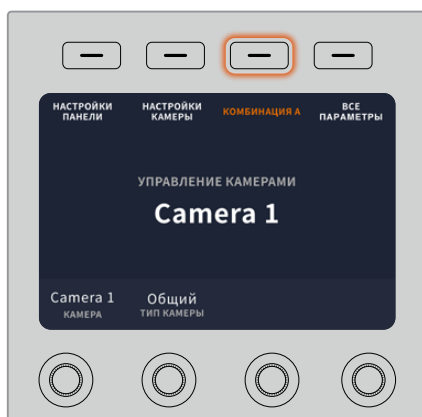 НАСТРОЙКИ ПАНЕЛИ
НАСТРОЙКИ КАМЕРЫ
КОМБИНАЦИЯ A
ВСЕ ПАРАМЕТРЫ
УПРАВЛЕНИЕ КАМЕРАМИ
Camera 1
Camera 1
КАМЕРА
Общий
ТИП КАМЕРЫ